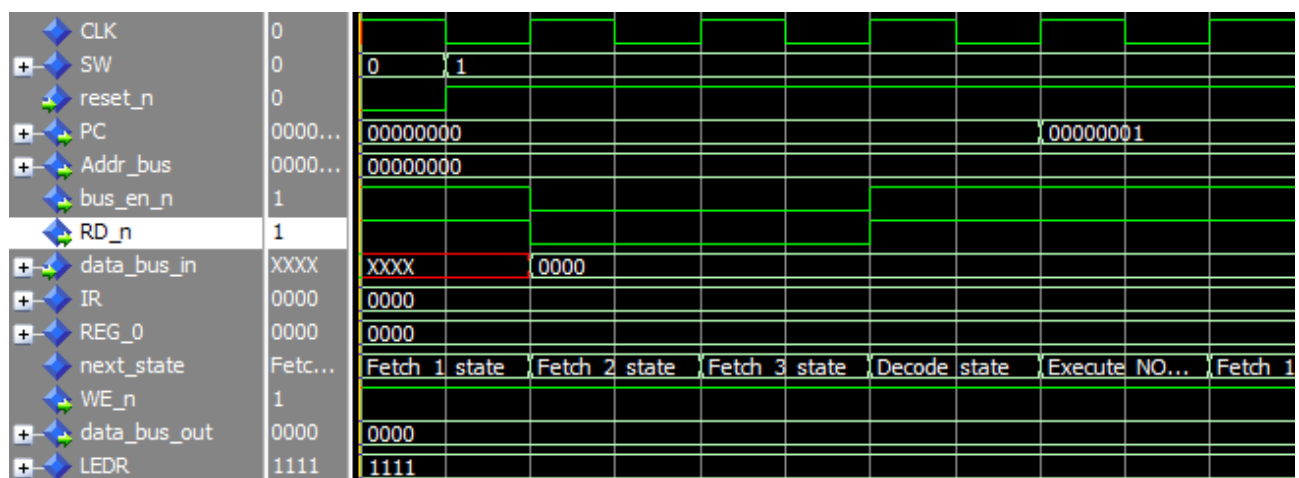 CLK 0
SW 0 0 1
reset_n 0
PC 0000... 00000000 00000001
Addr_bus 0000... 00000000
bus_en_n 1
RD_n 1
data_bus_in XXXX XXXX 0000
IR 0000 0000
REG_0 0000 0000
next_state Fetc... Fetch 1 state Fetch 2 state Fetch 3 state Decode state Execute NO... Fetch 1
WE_n 1
data_bus_out 0000 0000
LEDR 1111 1111